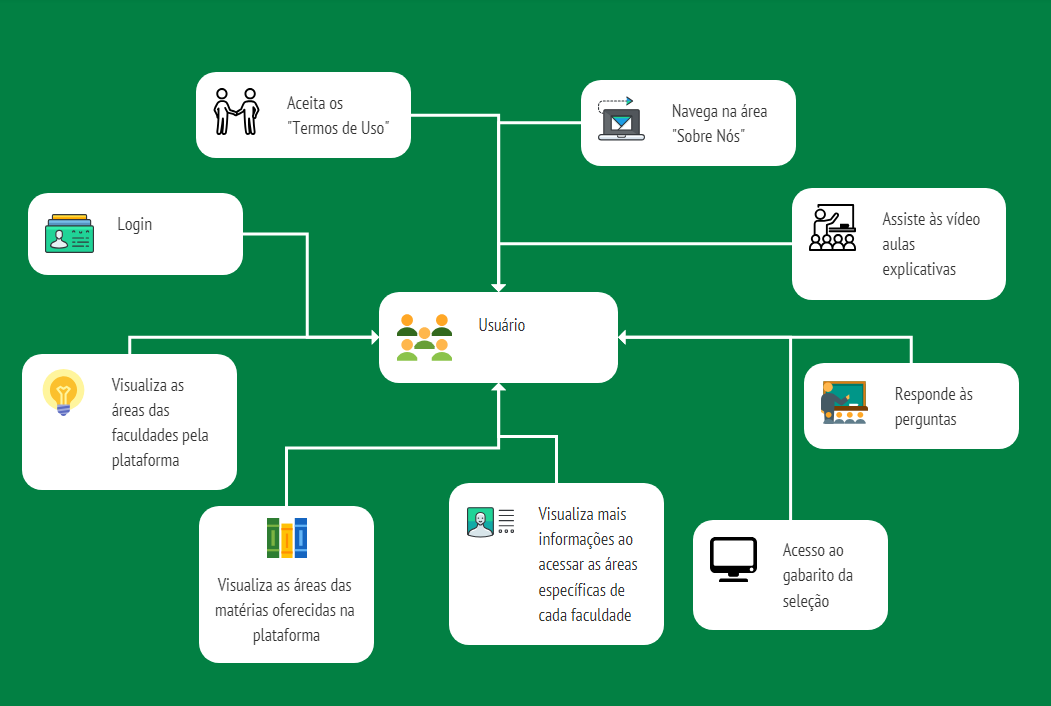 Aceita os
"Termos de Uso"
Navega na área
"Sobre Nós"
Login
Assiste às vídeo
aulas
explicativas
Usuário
Visualiza as
áreas das
faculdades pela
plataforma
Responde às
perguntas
Visualiza as áreas das
matérias oferecidas na
plataforma
Visualiza mais
informações ao
acessar as áreas
específicas de
cada faculdade
Acesso ao
gabarito da
seleção